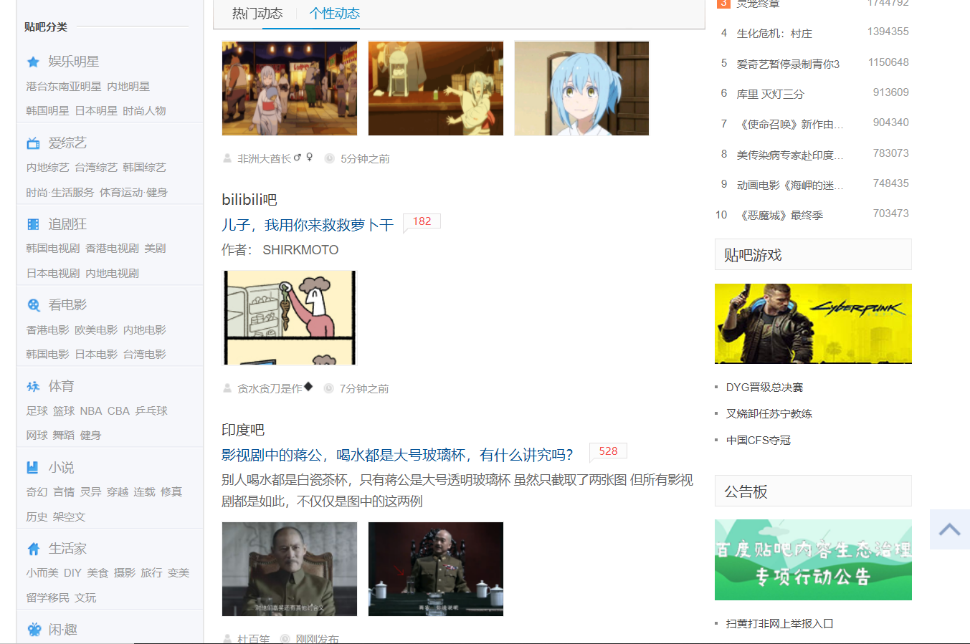 贴吧分类
娱乐明星
港台东南亚明星 内地明星
韩国明星 日本明星 时尚人物
爱综艺
内地综艺 台湾综艺 韩国综艺
时尚·生活服务 体育运动·健身
追剧狂
韩国电视剧 香港电视剧 美剧
日本电视剧 内地电视剧
看电影
香港电影 欧美电影 内地电影
韩国电影 日本电影 台湾电影
体育
足球 篮球 NBA CBA 乒乓球
网球 舞蹈 健身
小说
奇幻 言情 灵异 穿越 连载 修真
历史 架空文
生活家
小而美 DIY 美食 摄影 旅行 变美
留学移民 文玩
闲·趣
热门动态 个性动态
非洲大酋长♂♀ 5分钟之前
bilibili吧
儿子，我用你来救救萝卜干 182
作者： SHIRKMOTO
贪水贪刀是作◆ 7分钟之前
印度吧
影视剧中的蒋公，喝水都是大号玻璃杯，有什么讲究吗？ 528
别人喝水都是白瓷茶杯，只有蒋公是大号透明玻璃杯 虽然只截取了两张图 但所有影视
剧都是如此，不仅仅是图中的这两例
杜百笙 刚刚发布
3 灵笼终章 1744792
4 生化危机：村庄 1394355
5 爱奇艺暂停录制青你3 1150648
6 库里 灭灯三分 913609
7 《使命召唤》新作由... 904340
8 美传染病专家赴印度... 783073
9 动画电影《海岬的迷... 748435
10 《恶魔城》最终季 703473
贴吧游戏
CYBERPUNK
DYG晋级总决赛
叉烧卸任苏宁教练
中国CFS夺冠
公告板
百度贴吧内容生态治理
专项行动公告
扫黄打非网上举报入口